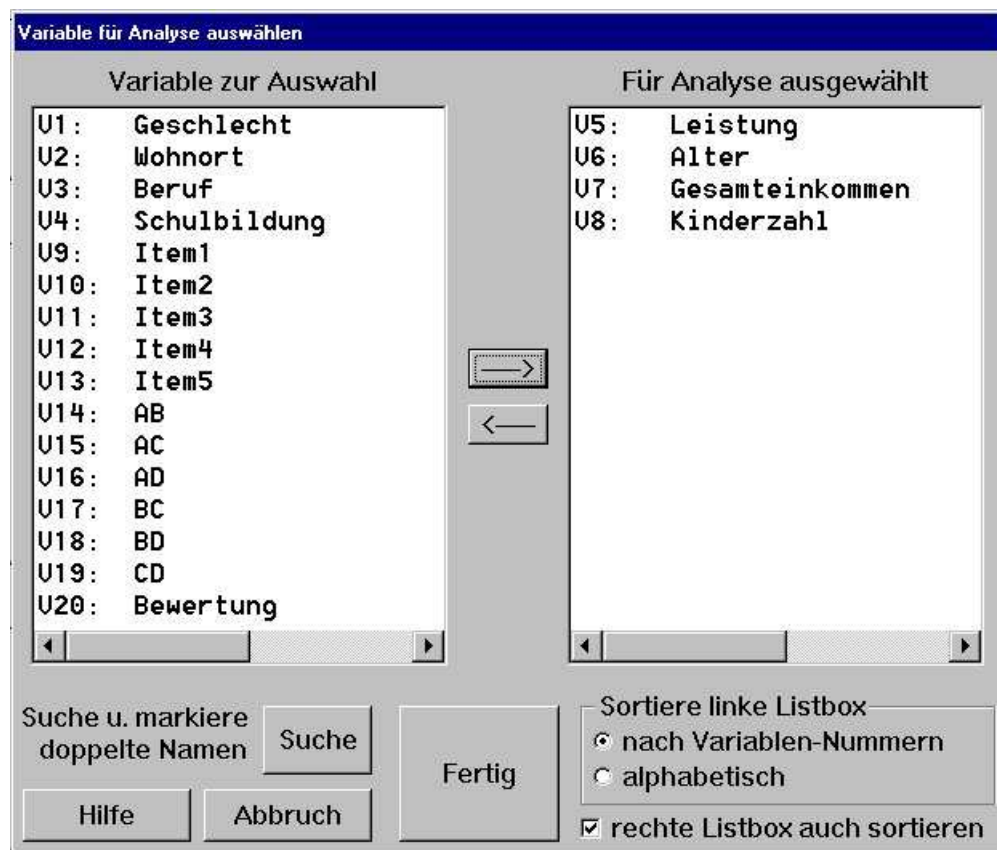 Variable für Analyse auswählen
Variable zur Auswahl
V1: Geschlecht
V2: Wohnort
V3: Beruf
V4: Schulbildung
V9: Item1
V10: Item2
V11: Item3
V12: Item4
V13: Item5
V14: AB
V15: AC
V16: AD
V17: BC
V18: BD
V19: CD
V20: Bewertung
Für Analyse ausgewählt
V5: Leistung
V6: Alter
V7: Gesamteinkommen
V8: Kinderzahl
Suche u. markiere
doppelte Namen
Suche
Hilfe
Abbruch
Fertig
Sortiere linke Listbox
nach Variablen-Nummern
alphabetisch
rechte Listbox auch sortieren